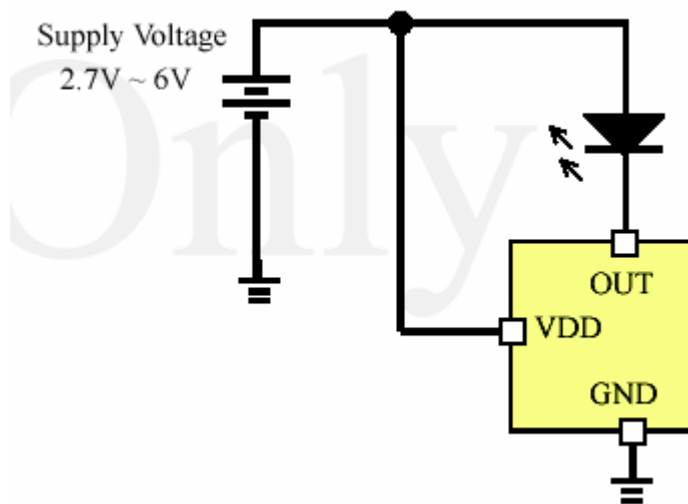 Supply Voltage
2.7V ~ 6V
Only
OUT
VDD
GND